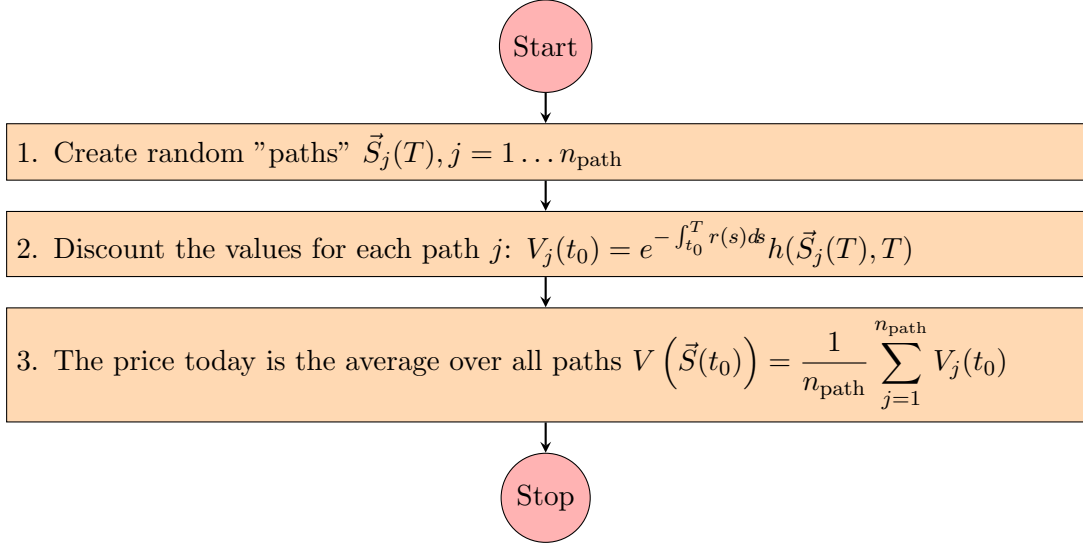 Start
1. Create random ”paths” $\vec{S}_j(T), j = 1 \ldots n_{\text{path}}$
2. Discount the values for each path $j$: $V_j(t_0) = e^{-\int_{t_0}^{T} r(s)ds} h(\vec{S}_j(T), T)$
3. The price today is the average over all paths $V\left(\vec{S}(t_0)\right) = \frac{1}{n_{\text{path}}} \sum_{j=1}^{n_{\text{path}}} V_j(t_0)$
Stop